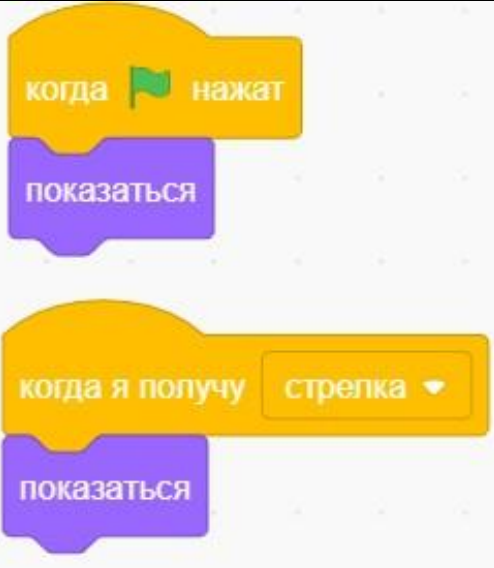 когда нажат
показаться
когда я получу стрелка
показаться